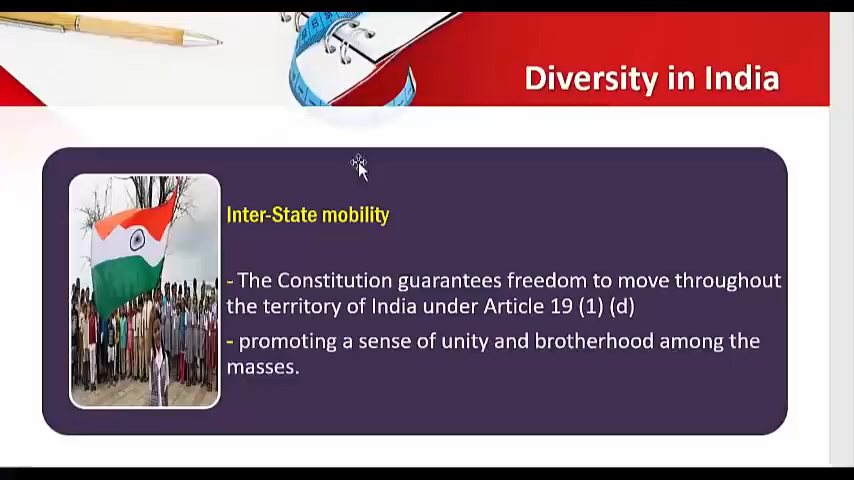 Diversity in India
Inter-State mobility
- The Constitution guarantees freedom to move throughout
the territory of India under Article 19 (1) (d)
- promoting a sense of unity and brotherhood among the
masses.